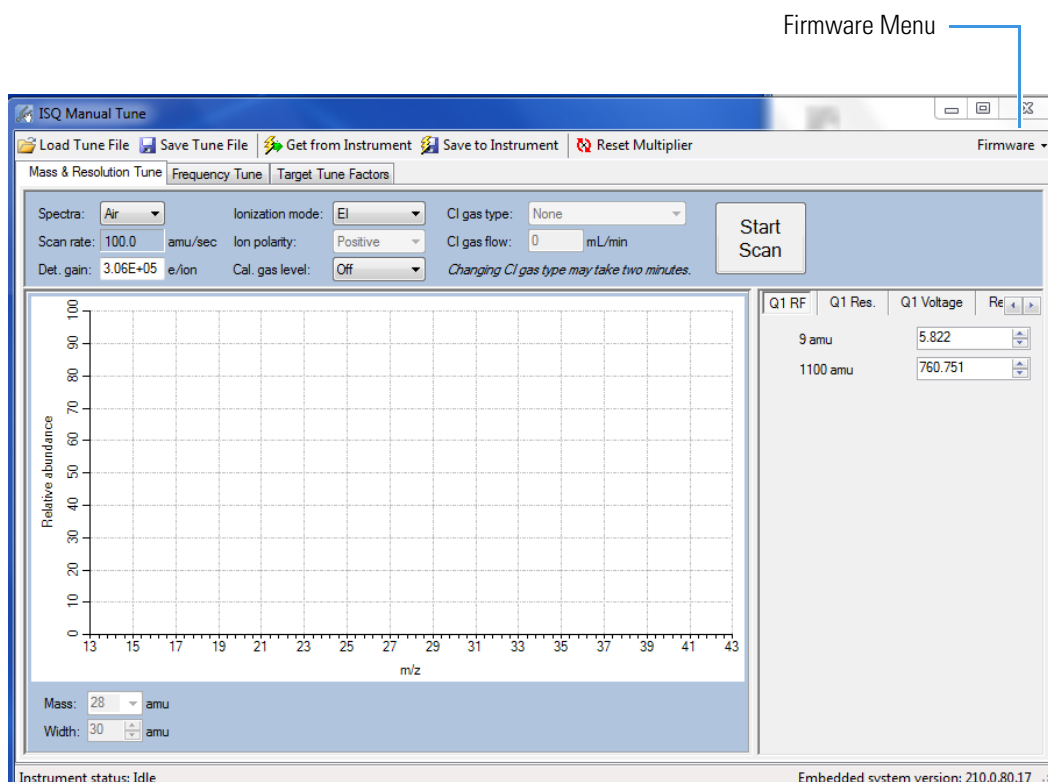 Firmware Menu
ISQ Manual Tune
Load Tune File Save Tune File Get from Instrument Save to Instrument Reset Multiplier Firmware
Mass & Resolution Tune Frequency Tune Target Tune Factors
Spectra: Air Ionization mode: EI CI gas type: None
Scan rate: 100.0 amu/sec Ion polarity: Positive CI gas flow: 0 mL/min
Det. gain: 3.06E+05 e/ion Cal. gas level: Off Changing CI gas type may take two minutes.
Start
Scan
Q1 RF Q1 Res. Q1 Voltage Re
9 amu 5.822
1100 amu 760.751
Relative abundance
100
90
80
70
60
50
40
30
20
10
0
13 15 17 19 21 23 25 27 29 31 33 35 37 39 41 43
m/z
Mass: 28 amu
Width: 30 amu
Instrument status: Idle Embedded system version: 210.0.80.17